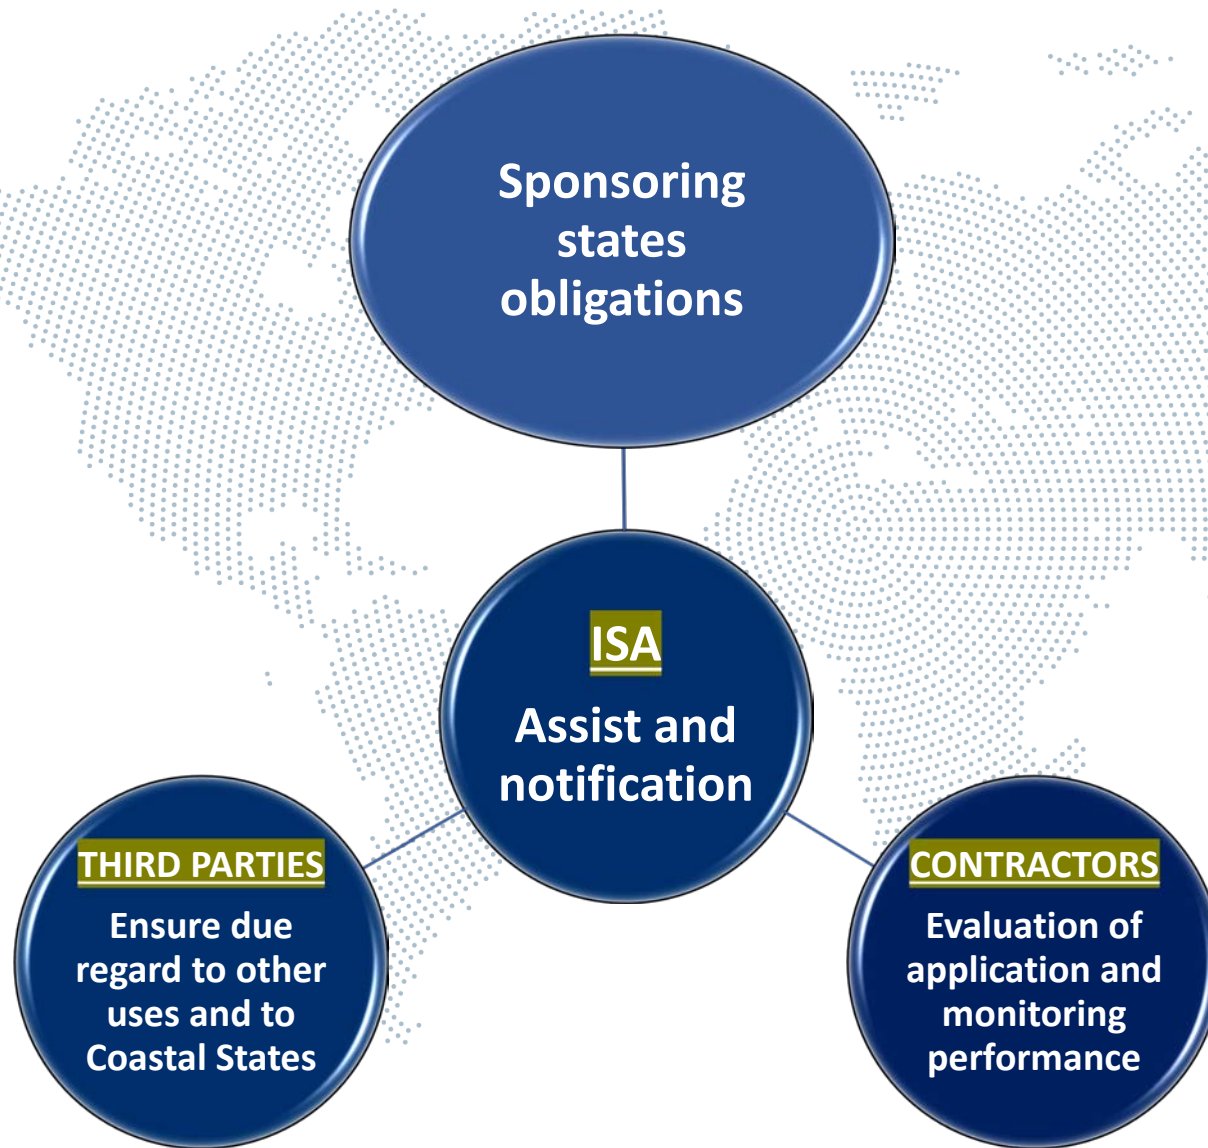 Sponsoring
states
obligations
ISA
Assist and
notification
THIRD PARTIES
Ensure due
regard to other
uses and to
Coastal States
CONTRACTORS
Evaluation of
application and
monitoring
performance